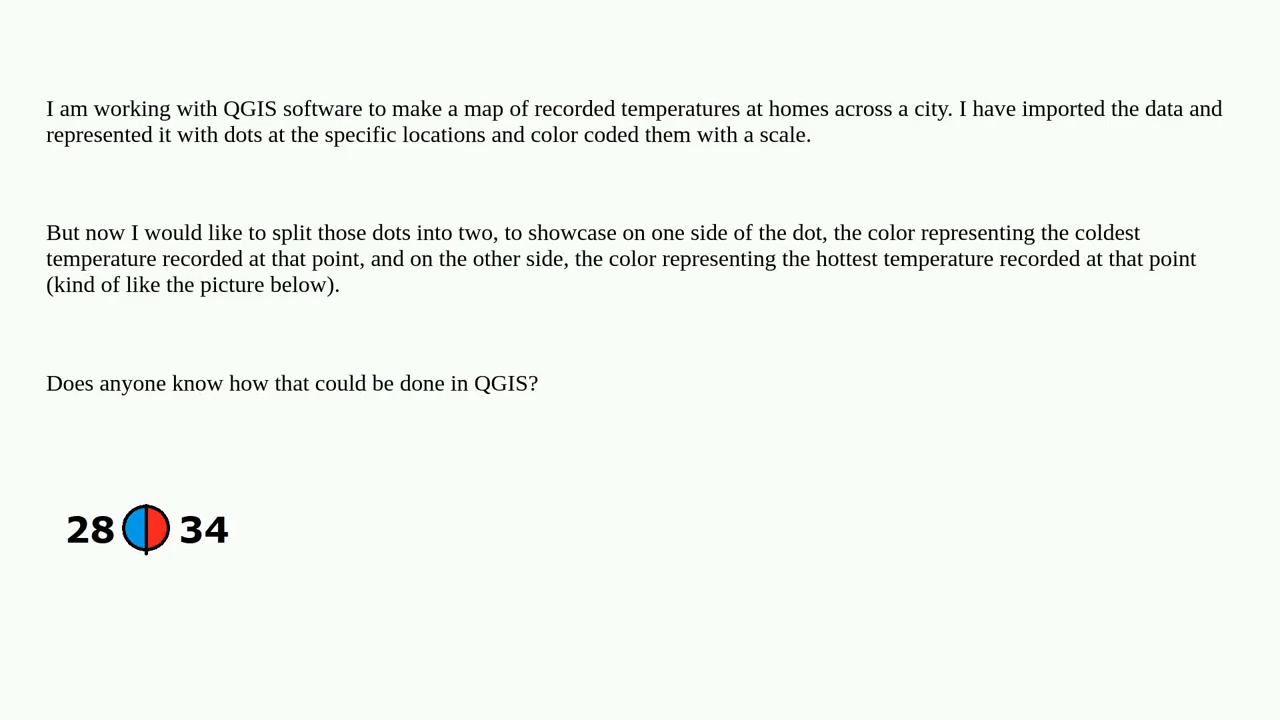 I am working with QGIS software to make a map of recorded temperatures at homes across a city. I have imported the data and
represented it with dots at the specific locations and color coded them with a scale.
But now I would like to split those dots into two, to showcase on one side of the dot, the color representing the coldest
temperature recorded at that point, and on the other side, the color representing the hottest temperature recorded at that point
(kind of like the picture below).
Does anyone know how that could be done in QGIS?
28 34